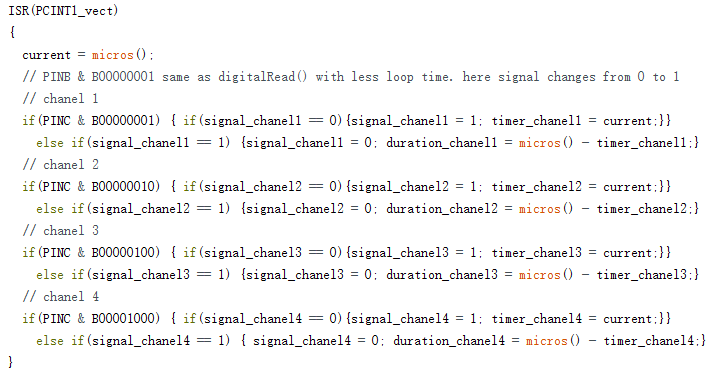 ISR(PCINT1_vect)
{
current = micros();
// PINB & B00000001 same as digitalRead() with less loop time. here signal changes from 0 to 1
// chanel 1
if(PINC & B00000001) { if(signal_chanel1 == 0){signal_chanel1 = 1; timer_chanel1 = current;}}
else if(signal_chanel1 == 1) {signal_chanel1 = 0; duration_chanel1 = micros() - timer_chanel1;}
// chanel 2
if(PINC & B00000010) { if(signal_chanel2 == 0){signal_chanel2 = 1; timer_chanel2 = current;}}
else if(signal_chanel2 == 1) {signal_chanel2 = 0; duration_chanel2 = micros() - timer_chanel2;}
// chanel 3
if(PINC & B00000100) { if(signal_chanel3 == 0){signal_chanel3 = 1; timer_chanel3 = current;}}
else if(signal_chanel3 == 1) {signal_chanel3 = 0; duration_chanel3 = micros() - timer_chanel3;}
// chanel 4
if(PINC & B00001000) { if(signal_chanel4 == 0){signal_chanel4 = 1; timer_chanel4 = current;}}
else if(signal_chanel4 == 1) { signal_chanel4 = 0; duration_chanel4 = micros() - timer_chanel4;}
}